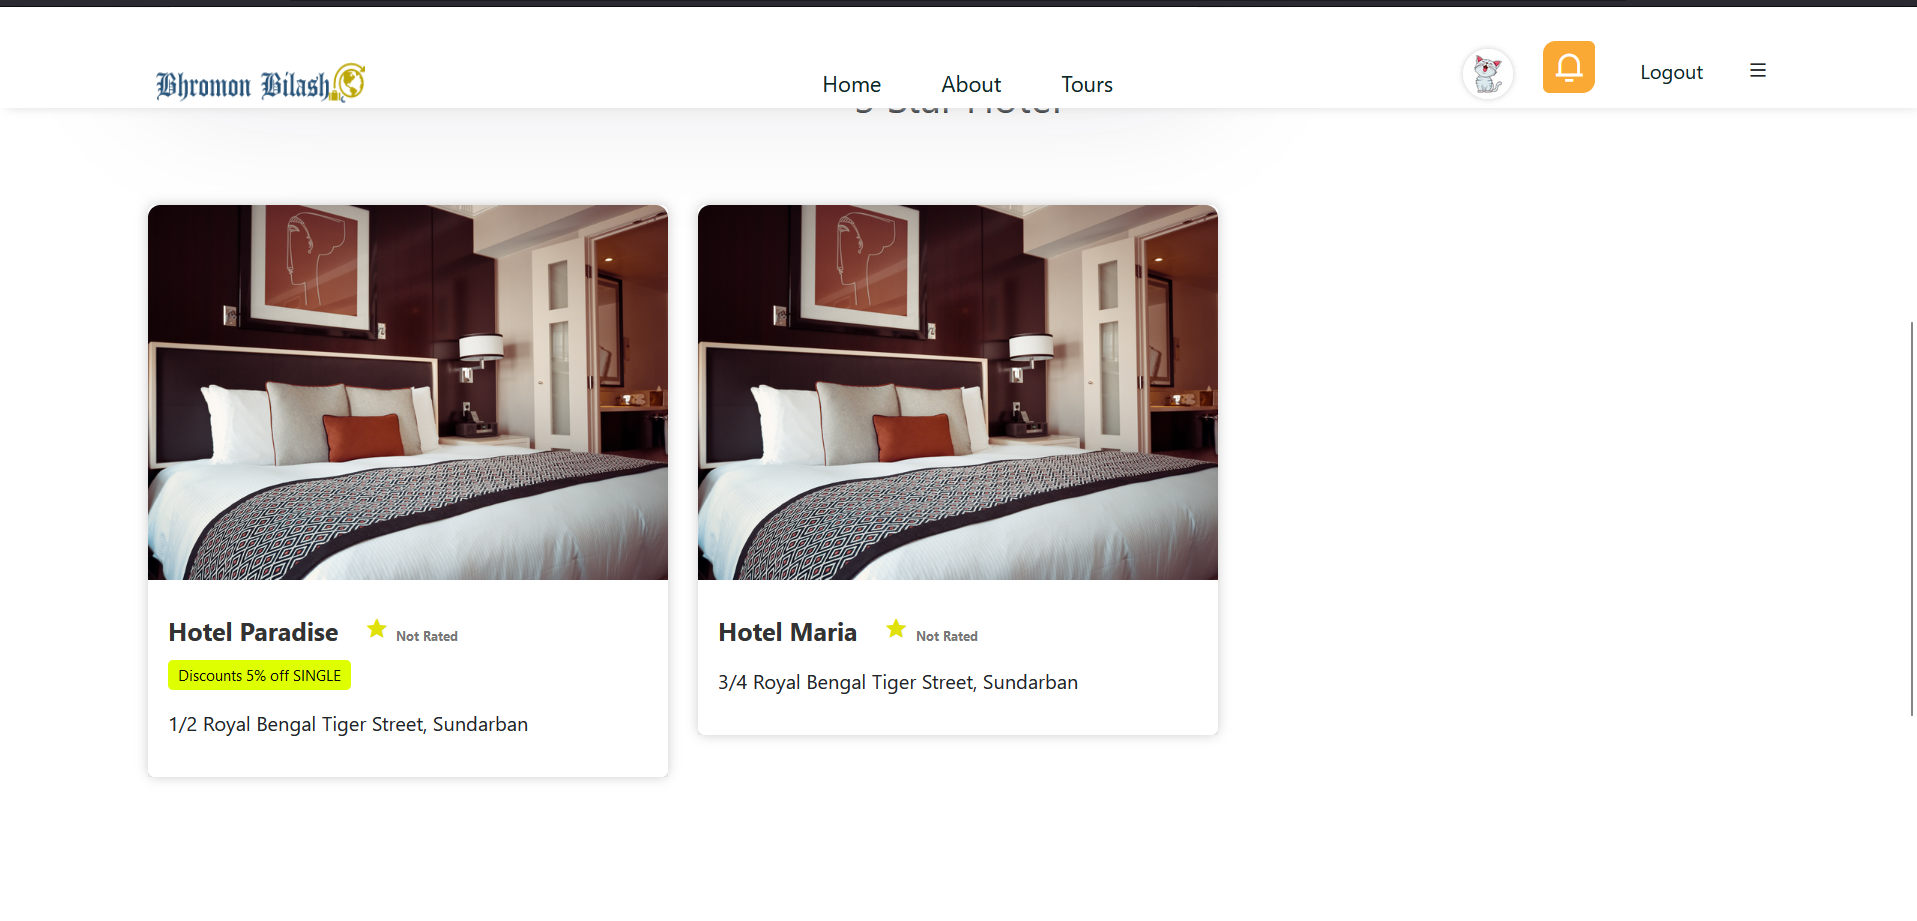 Bhromon Bilash
Home About Tours
Logout
Hotel Paradise Not Rated
Discounts 5% off SINGLE
1/2 Royal Bengal Tiger Street, Sundarban
Hotel Maria Not Rated
3/4 Royal Bengal Tiger Street, Sundarban